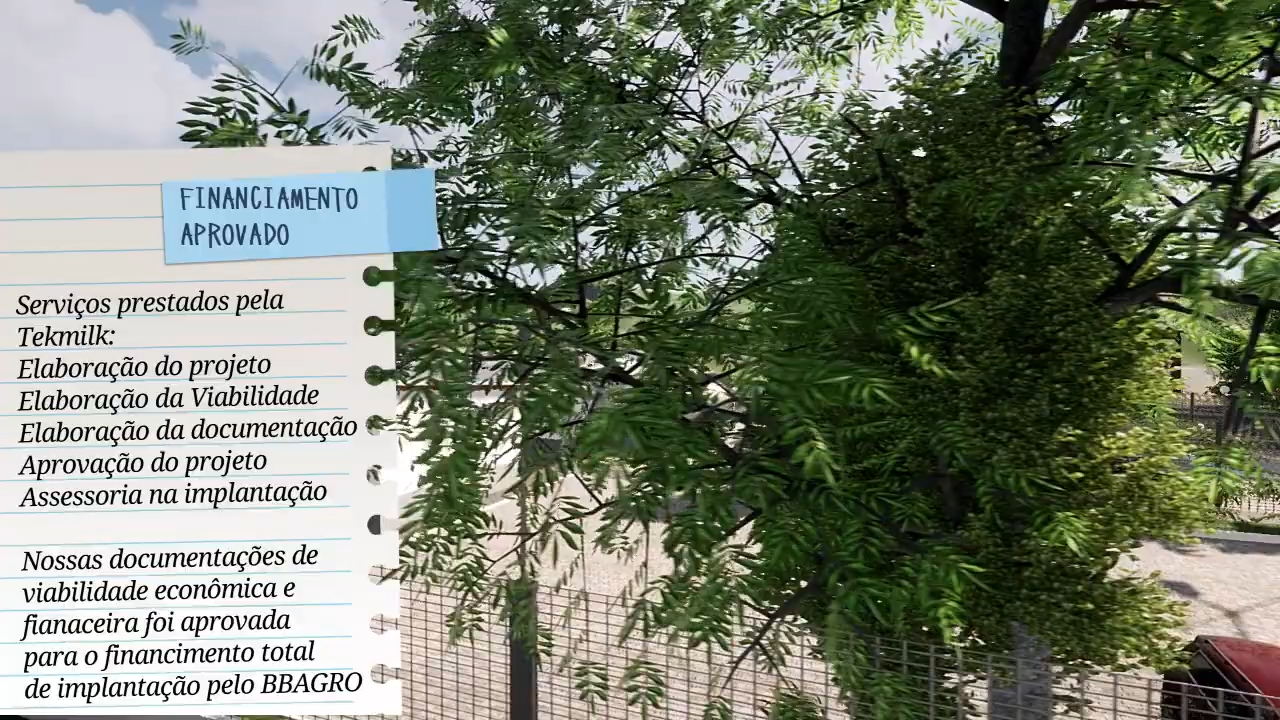 FINANCIAMENTO
APROVADO
Serviços prestados pela
Tekmilk:
Elaboração do projeto
Elaboração da Viabilidade
Elaboração da documentação
Aprovação do projeto
Assessoria na implantação
Nossas documentações de
viabilidade econômica e
fianaceira foi aprovada
para o financimento total
de implantação pelo BBAGRO